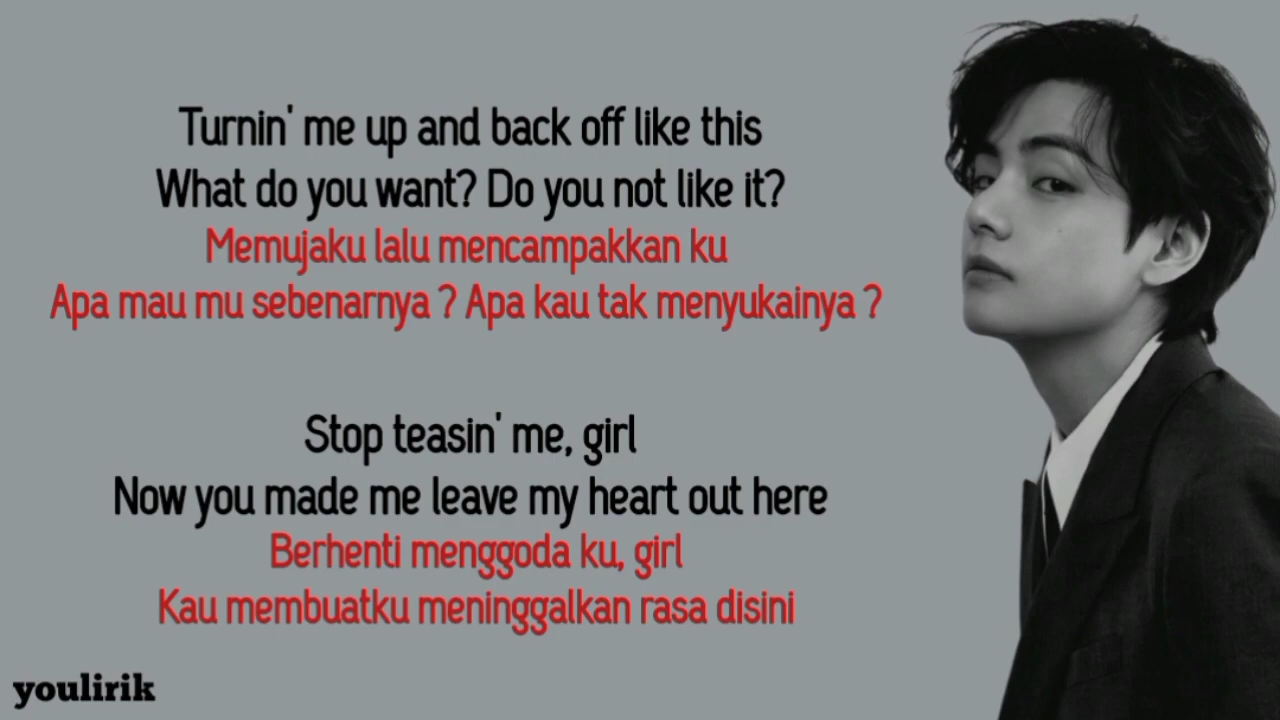 Turnin' me up and back off like this
What do you want? Do you not like it?
Memujaku lalu mencampakkan ku
Apa mau mu sebenarnya ? Apa kau tak menyukainya ?
Stop teasin' me, girl
Now you made me leave my heart out here
Berhenti menggoda ku, girl
Kau membuatku meninggalkan rasa disini
youlirik